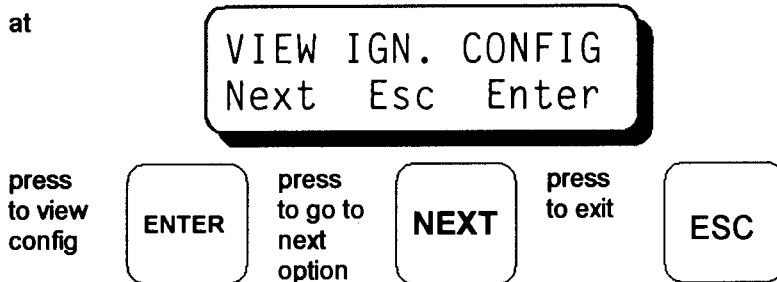 at
VIEW IGN. CONFIG
Next Esc Enter
press
to view
config
ENTER
press
to go to
next
option
NEXT
press
to exit
ESC